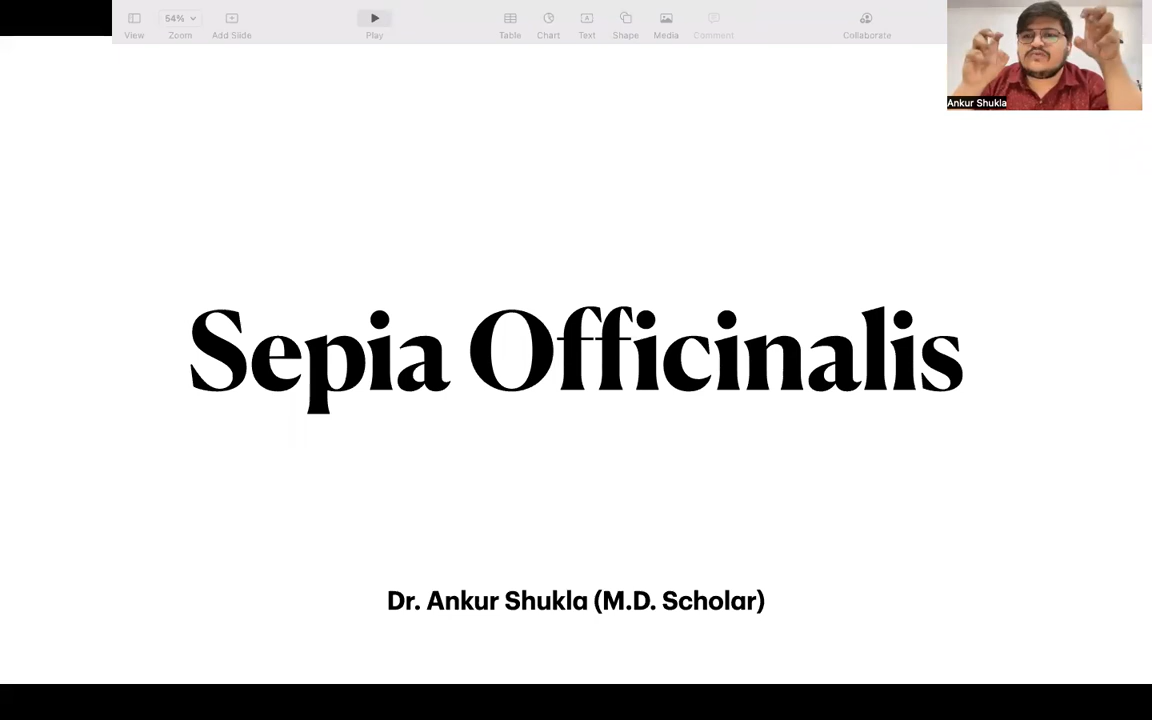 54%
View
Zoom
Add Slide
Play
Table
Chart
Text
Shape
Media
Comment
Collaborate
Ankur Shukla
Sepia Officinalis
Dr. Ankur Shukla (M.D. Scholar)